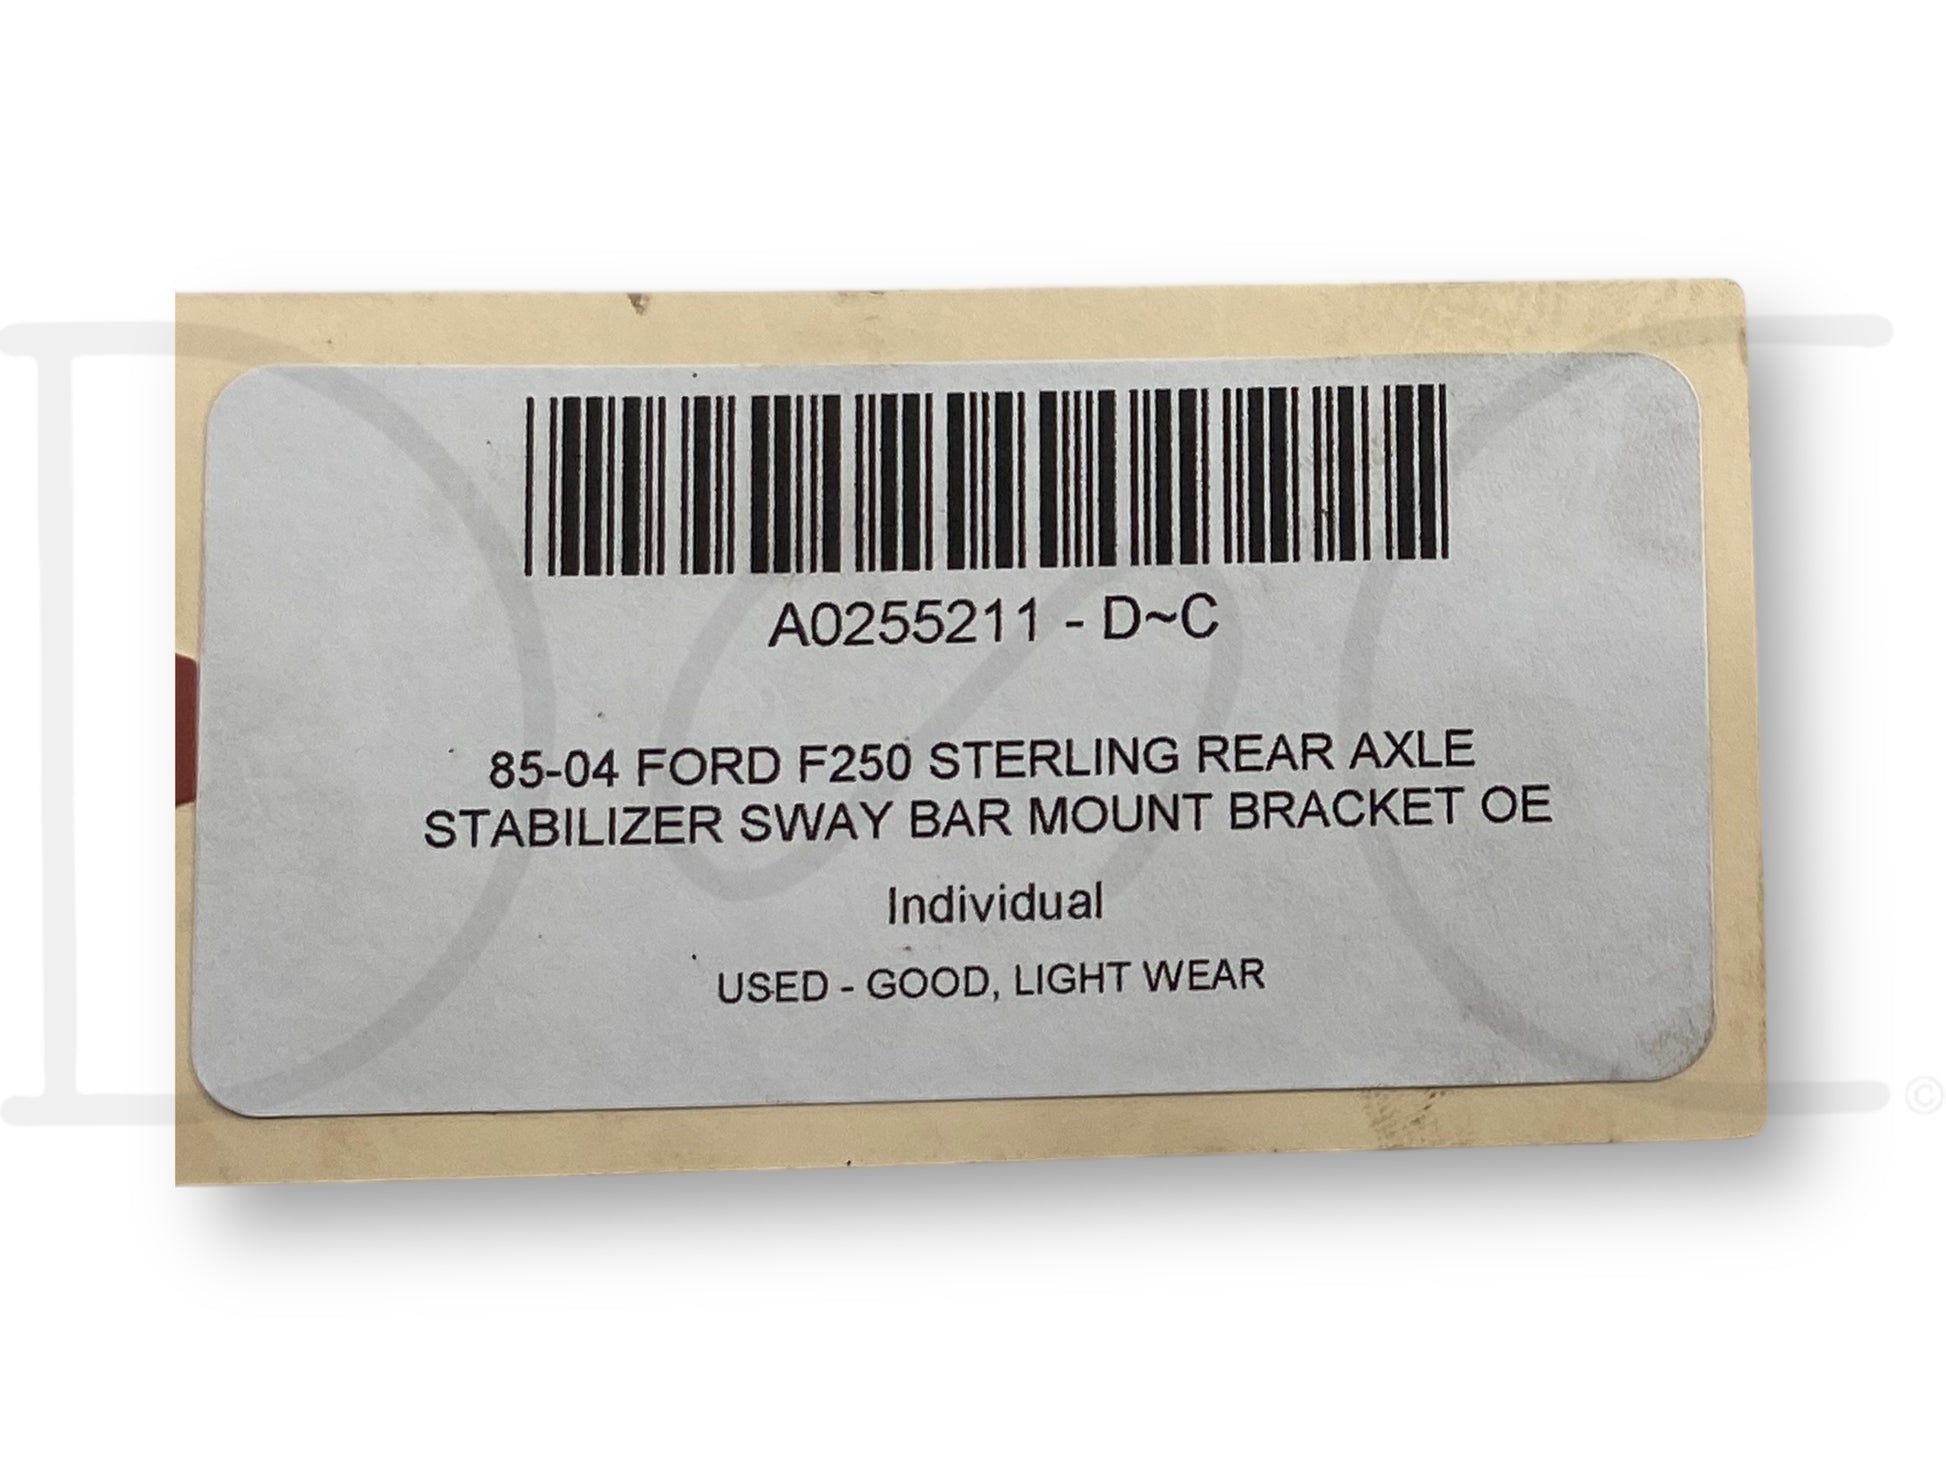 A0255211 - D~C
85-04 FORD F250 STERLING REAR AXLE
STABILIZER SWAY BAR MOUNT BRACKET OE
Individual
USED - GOOD, LIGHT WEAR
©